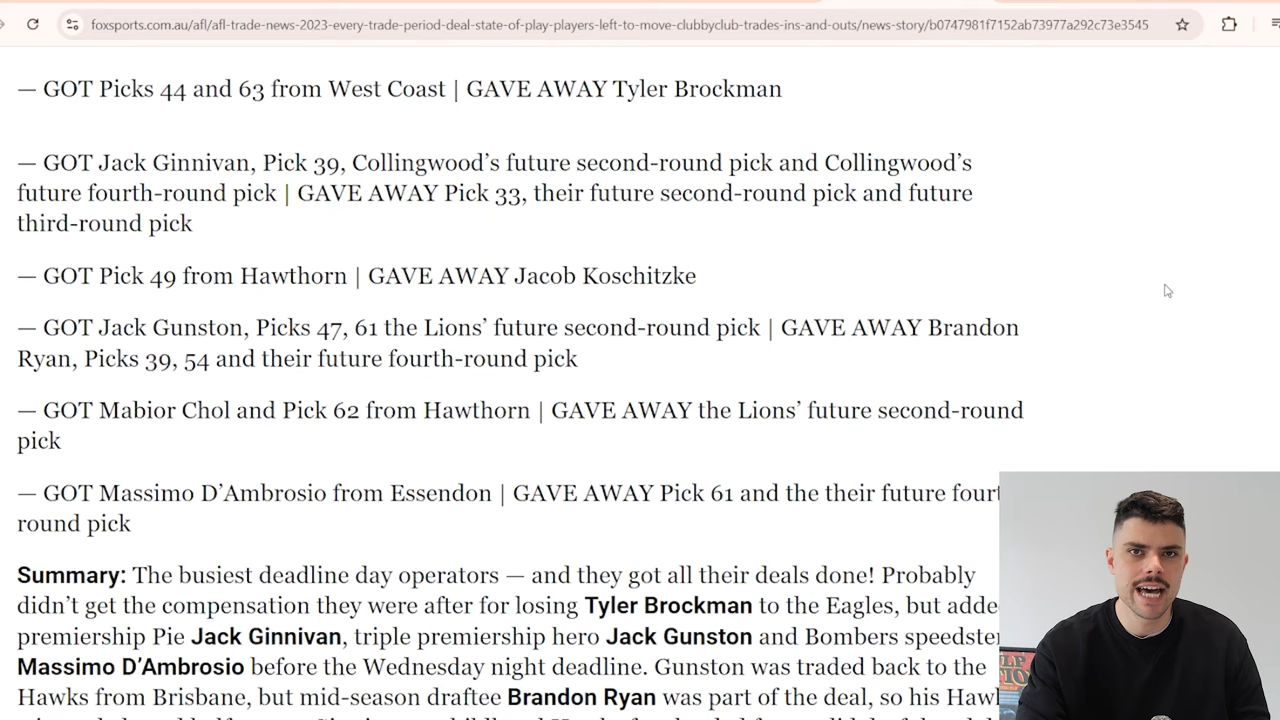 foxsports.com.au/afl/afl-trade-news-2023-every-trade-period-deal-state-of-play-players-left-to-move-clubbyclub-trades-ins-and-outs/news-story/b0747981f7152ab73977a292c73e3545
— GOT Picks 44 and 63 from West Coast | GAVE AWAY Tyler Brockman
— GOT Jack Ginnivan, Pick 39, Collingwood’s future second-round pick and Collingwood’s
future fourth-round pick | GAVE AWAY Pick 33, their future second-round pick and future
third-round pick
— GOT Pick 49 from Hawthorn | GAVE AWAY Jacob Koschitzke
— GOT Jack Gunston, Picks 47, 61 the Lions’ future second-round pick | GAVE AWAY Brandon
Ryan, Picks 39, 54 and their future fourth-round pick
— GOT Mabior Chol and Pick 62 from Hawthorn | GAVE AWAY the Lions’ future second-round
pick
— GOT Massimo D’Ambrosio from Essendon | GAVE AWAY Pick 61 and the their future fourt
round pick
Summary: The busiest deadline day operators — and they got all their deals done! Probably
didn’t get the compensation they were after for losing Tyler Brockman to the Eagles, but adde
premiership Pie Jack Ginnivan, triple premiership hero Jack Gunston and Bombers speedster
Massimo D’Ambrosio before the Wednesday night deadline. Gunston was traded back to the
Hawks from Brisbane, but mid-season draftee Brandon Ryan was part of the deal, so his Haw